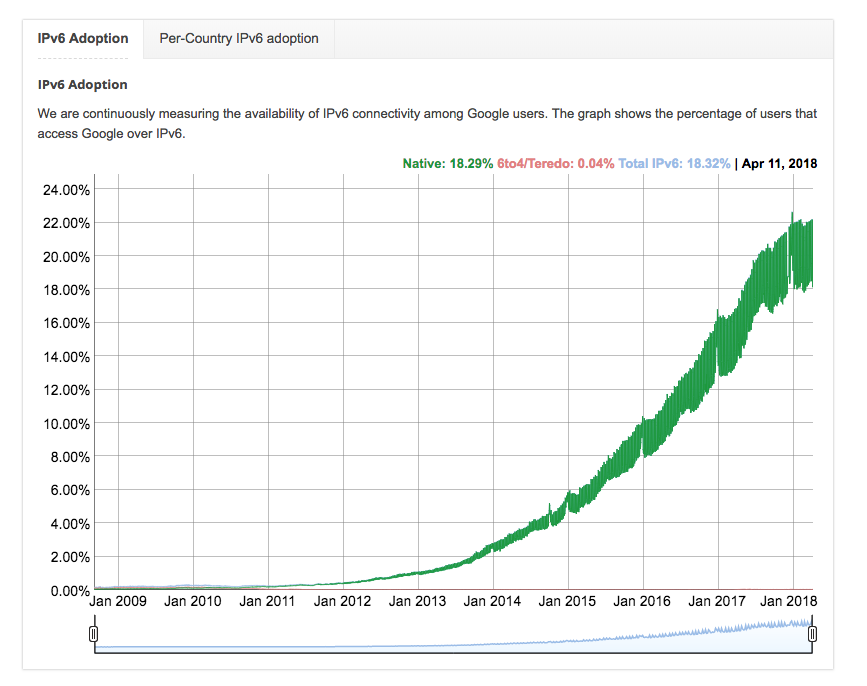 IPv6 Adoption
Per-Country IPv6 adoption
IPv6 Adoption
We are continuously measuring the availability of IPv6 connectivity among Google users. The graph shows the percentage of users that
access Google over IPv6.
Native: 18.29% 6to4/Teredo: 0.04% Total IPv6: 18.32% | Apr 11, 2018
24.00%
22.00%
20.00%
18.00%
16.00%
14.00%
12.00%
10.00%
8.00%
6.00%
4.00%
2.00%
0.00%
Jan 2009 Jan 2010 Jan 2011 Jan 2012 Jan 2013 Jan 2014 Jan 2015 Jan 2016 Jan 2017 Jan 2018